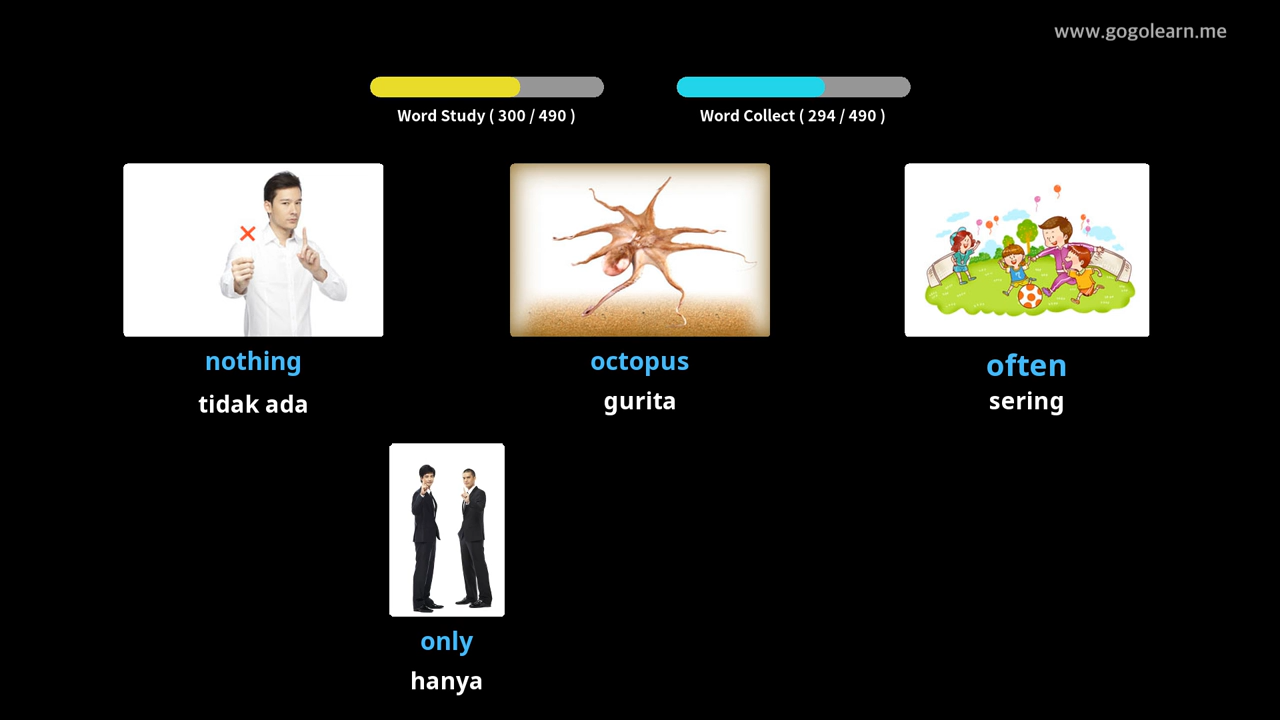 www.gogolearn.me
Word Study ( 300 / 490 )
Word Collect ( 294 / 490 )
nothing
tidak ada
octopus
gurita
often
sering
only
hanya